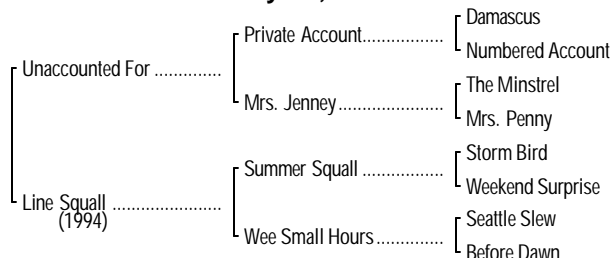 Damascus
Private Account..................
Numbered Account
Unaccounted For ..............
The Minstrel
Mrs. Jenney......................
Mrs. Penny
Storm Bird
Summer Squall .................
Weekend Surprise
Line Squall .......................
(1994)
Seattle Slew
Wee Small Hours..............
Before Dawn